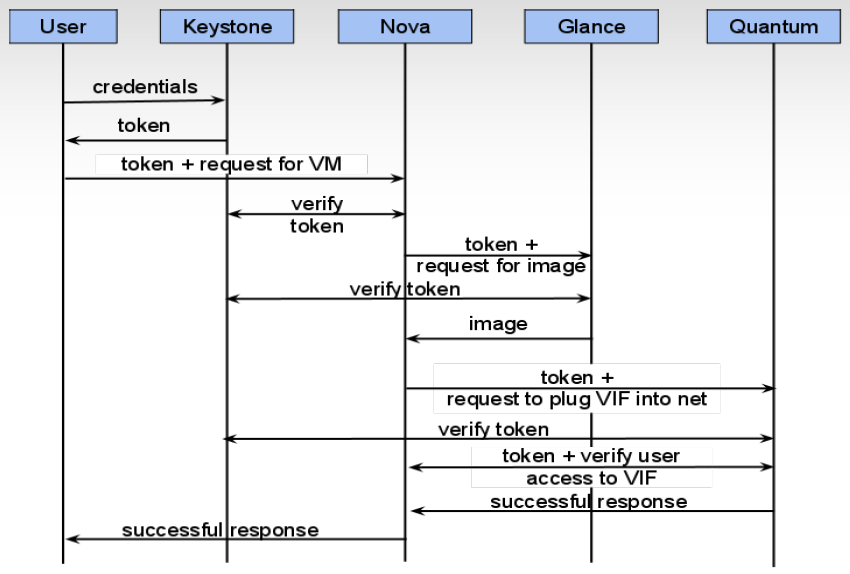 User Keystone Nova Glance Quantum
credentials
token
token + request for VM
verify
token
token +
request for image
verify token
image
token +
request to plug VIF into net
verify token
token + verify user
access to VIF
successful response
successful response